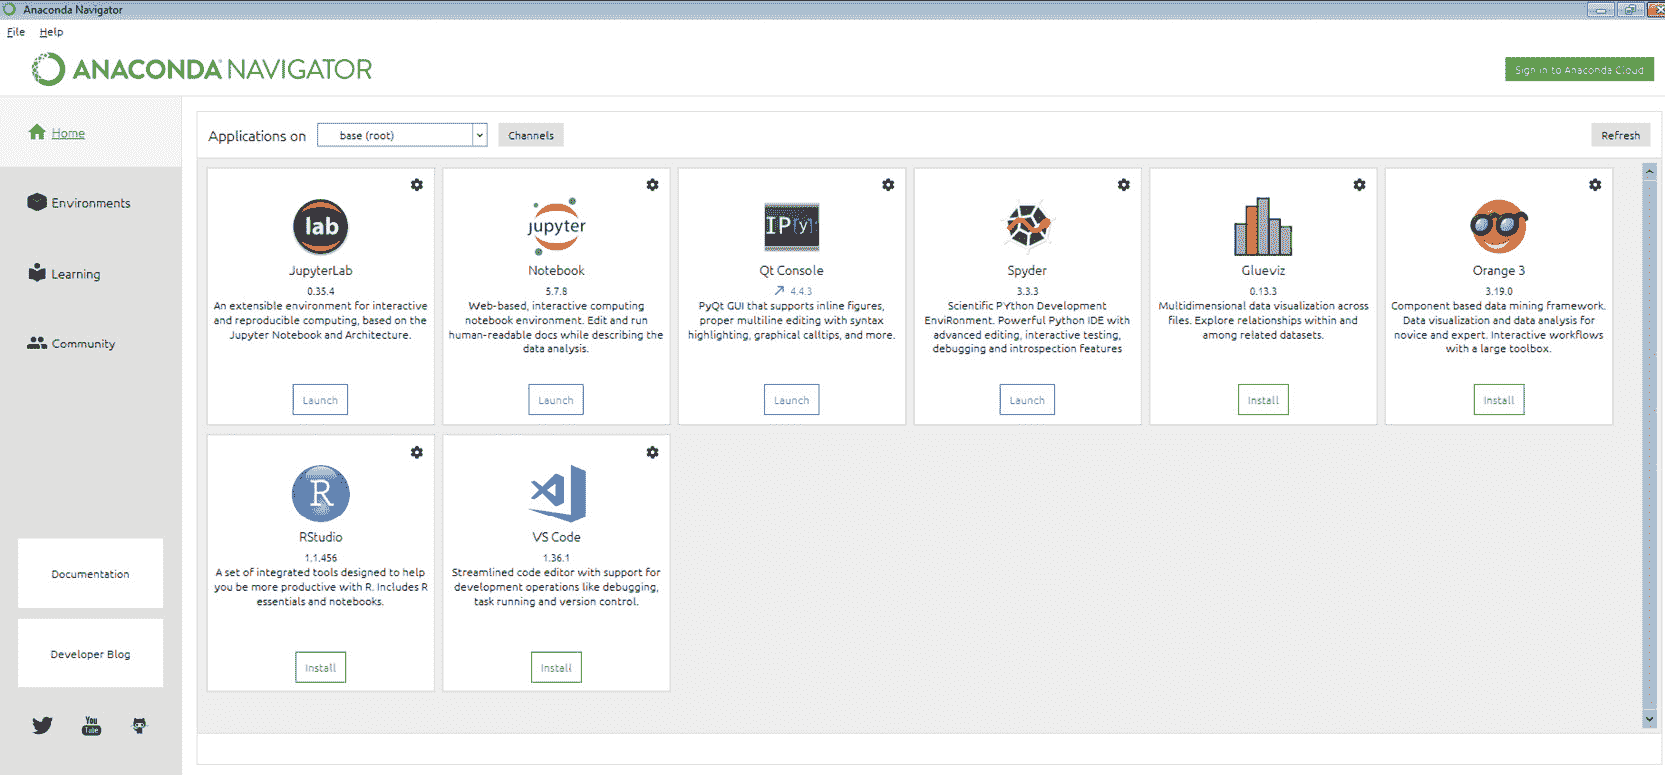 Anaconda Navigator
File Help
ANACONDA NAVIGATOR
Sign in to Anaconda Cloud
Home
Environments
Learning
Community
Documentation
Developer Blog
You
Tube
Applications on
base (root)
Channels
Refresh
lab
JupyterLab
0.35.4
An extensible environment for interactive
and reproducible computing, based on the
Jupyter Notebook and Architecture.
Launch
jupyter
Notebook
5.7.8
Web-based, interactive computing
notebook environment. Edit and run
human-readable docs while describing the
data analysis.
Launch
IP[y]
Qt Console
4.4.3
PyQt GUI that supports inline figures,
proper multiline editing with syntax
highlighting, graphical calltips, and more.
Launch
Spyder
3.3.3
Scientific PYthon Development
EnviRonment. Powerful Python IDE with
advanced editing, interactive testing,
debugging and introspection features
Launch
Glueviz
0.13.3
Multidimensional data visualization across
files. Explore relationships within and
among related datasets.
Install
Orange 3
3.19.0
Component based data mining framework.
Data visualization and data analysis for
novice and expert. Interactive workflows
with a large toolbox.
Install
R
RStudio
1.1.456
A set of integrated tools designed to help
you be more productive with R. Includes R
essentials and notebooks.
Install
VS Code
1.36.1
Streamlined code editor with support for
development operations like debugging,
task running and version control.
Install